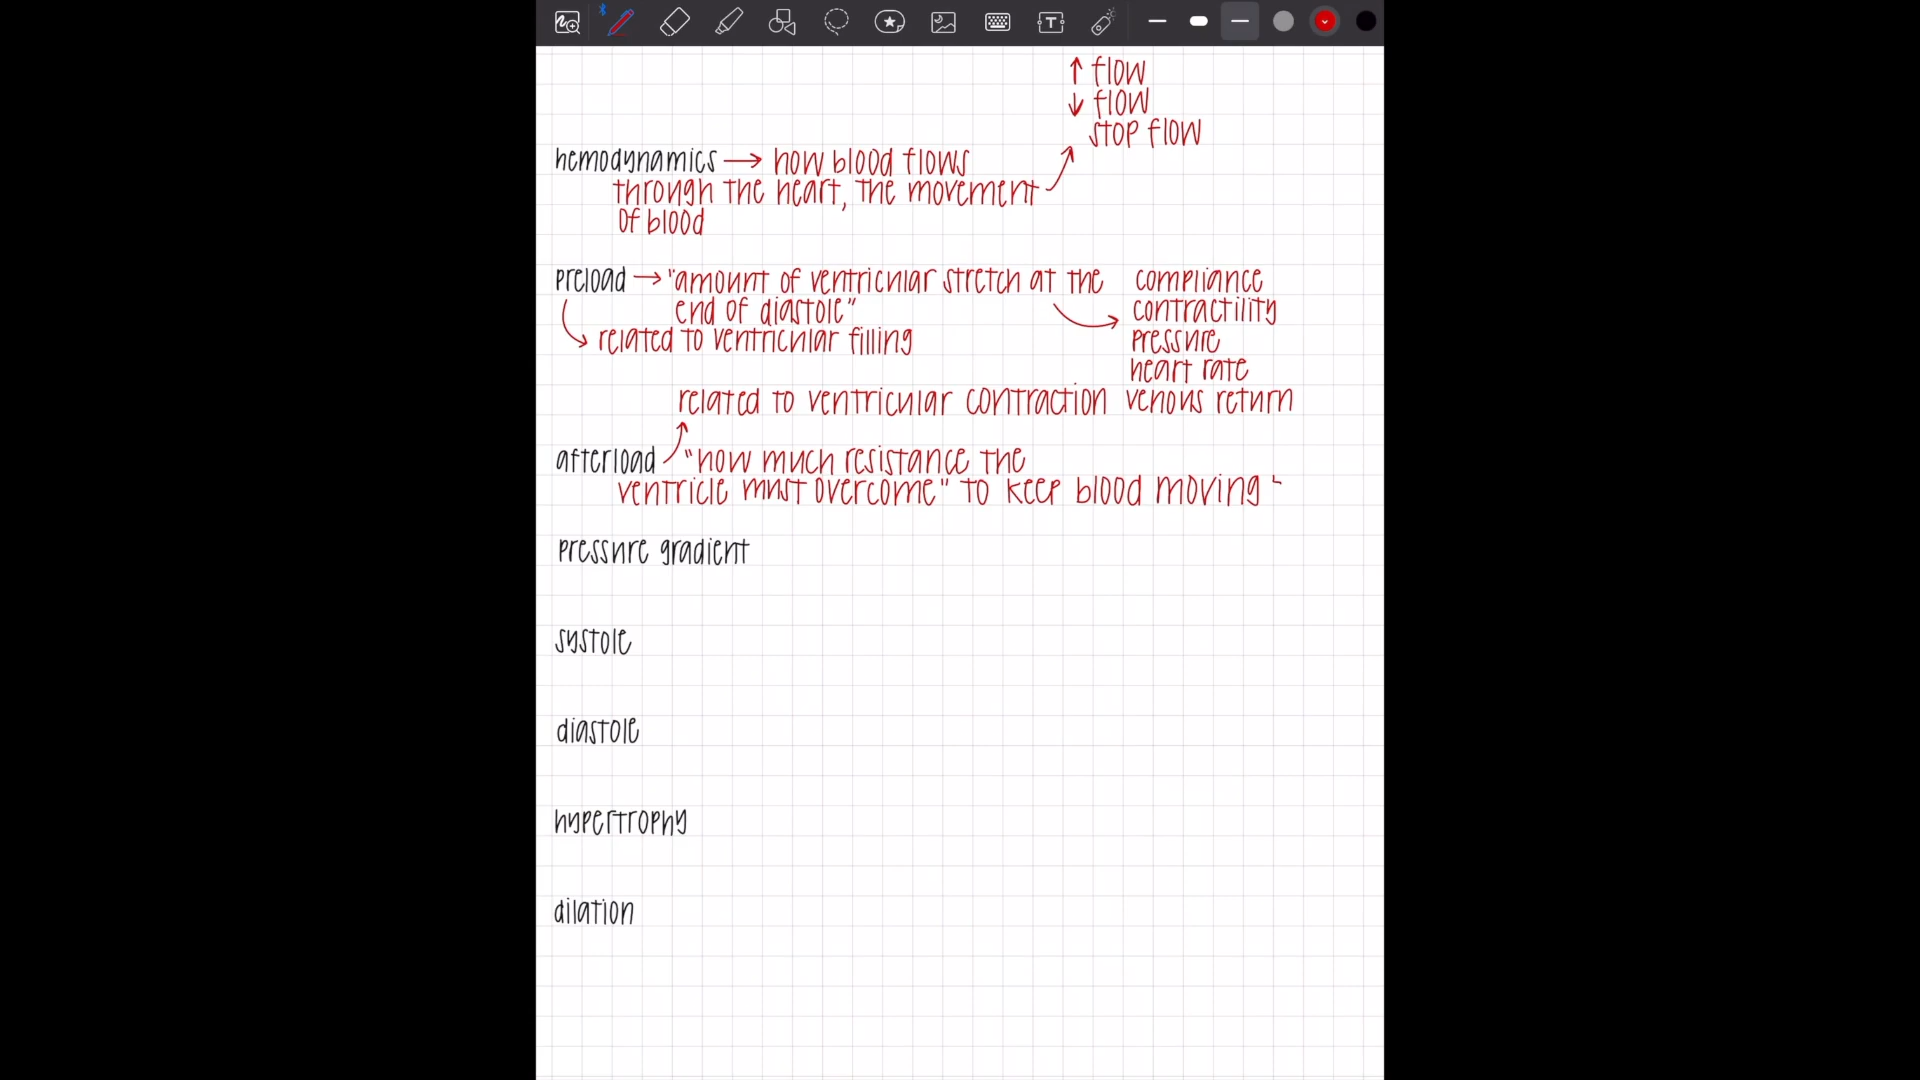 ↑ flow
↓ flow
stop flow
hemodynamics → how blood flows
through the heart, the movement
of blood
preload → "amount of ventricular stretch at the
end of diastole"
related to ventricular filling
compliance
contractility
pressure
heart rate
venous return
related to ventricular contraction
afterload "how much resistance the
ventricle must overcome" to keep blood moving
pressure gradient
systole
diastole
hypertrophy
dilation